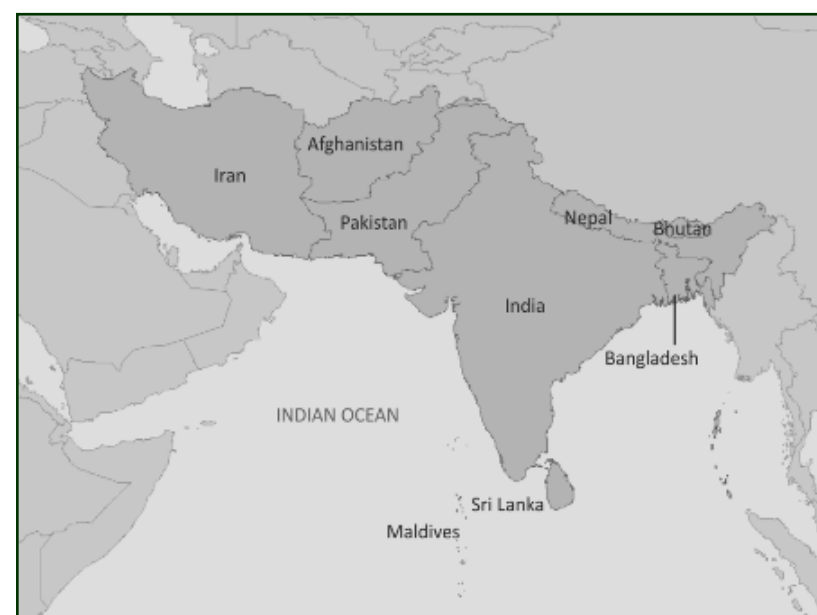 Afghanistan
Iran
Pakistan
Nepal
Bhutan
India
Bangladesh
INDIAN OCEAN
Sri Lanka
Maldives